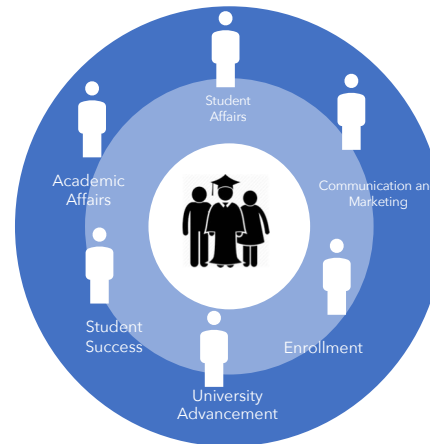 Student
Affairs
Academic
Affairs
Communication an
Marketing
Student
Success
Enrollment
University
Advancement